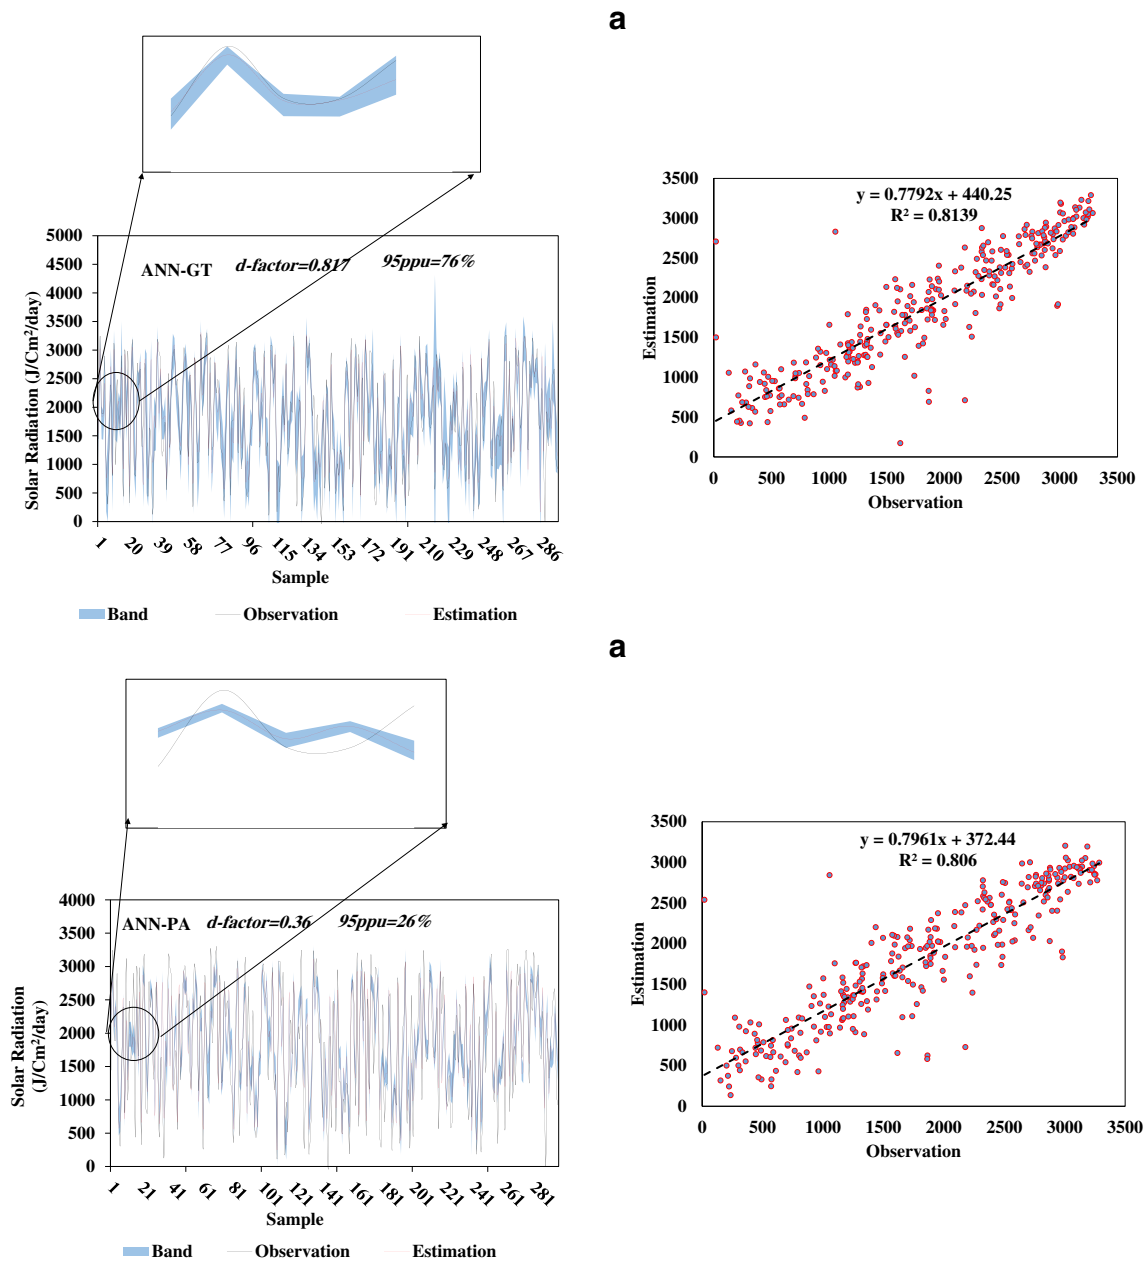 a
5000
4500
4000
3500
3000
2500
2000
1500
1000
500
0
Solar Radiation (J/Cm²/day)
ANN-GT d-factor=0.817 95ppu=76%
1 20 39 58 77 96 115 134 153 172 191 210 229 248 267 286
Sample
Band Observation Estimation
3500
3000
2500
2000
1500
1000
500
0
Estimation
y = 0.7792x + 440.25
R² = 0.8139
0 500 1000 1500 2000 2500 3000 3500
Observation
a
4000
3500
3000
2500
2000
1500
1000
500
0
Solar Radiation
(J/Cm²/day)
ANN-PA d-factor=0.36 95ppu=26%
1 21 41 61 81 101 121 141 161 181 201 221 241 261 281
Sample
Band Observation Estimation
3500
3000
2500
2000
1500
1000
500
0
Estimation
y = 0.7961x + 372.44
R² = 0.806
0 500 1000 1500 2000 2500 3000 3500
Observation